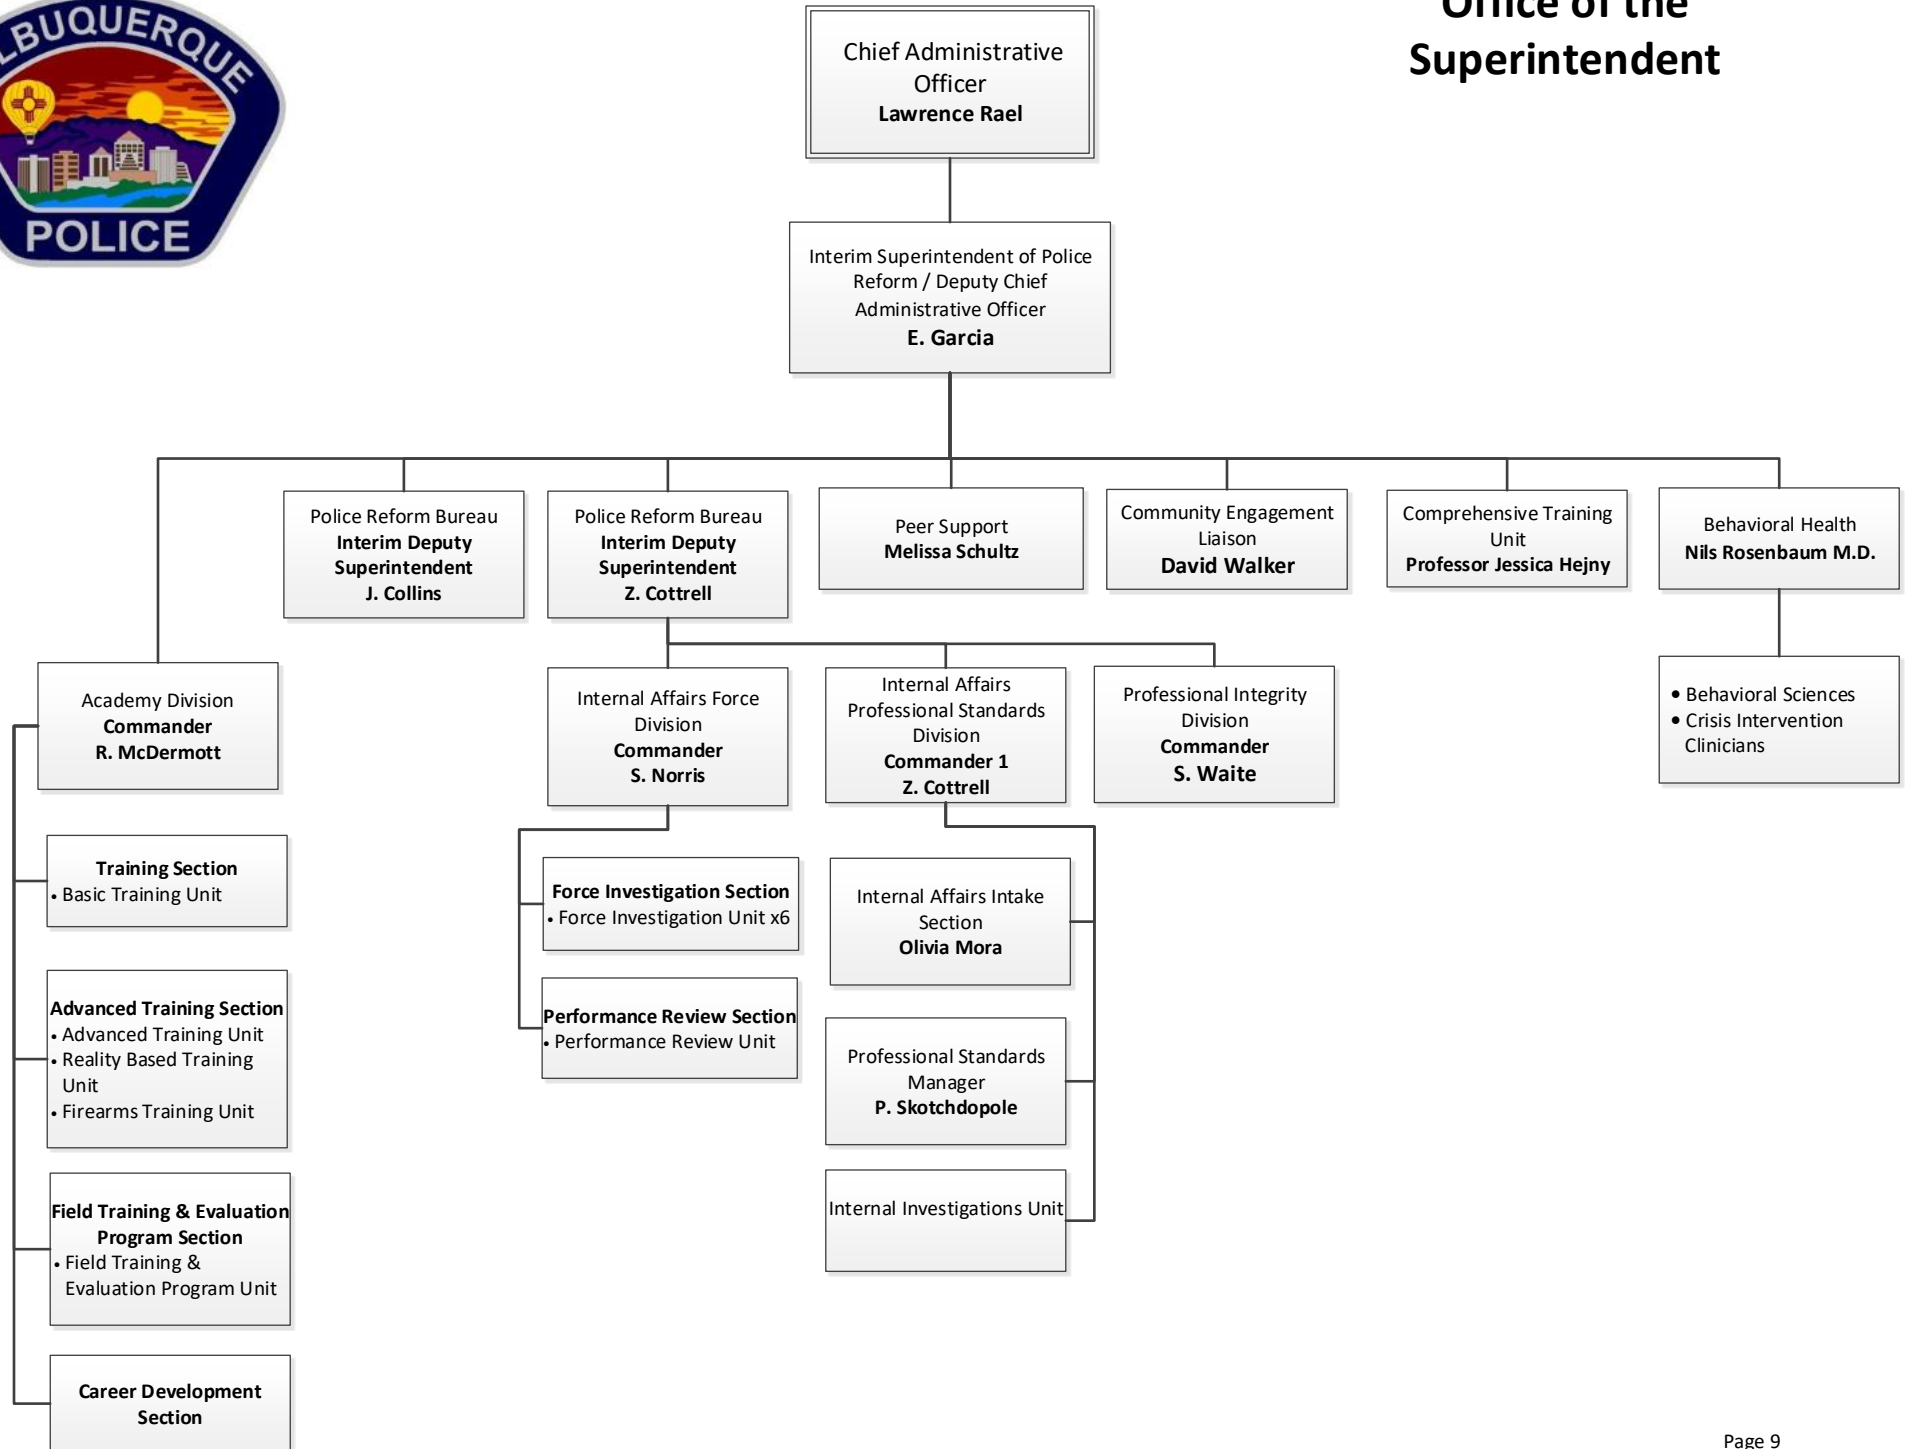 LBUQUERQUE
POLICE
Office of the
Superintendent
Chief Administrative
Officer
Lawrence Rael
Interim Superintendent of Police
Reform / Deputy Chief
Administrative Officer
E. Garcia
Police Reform Bureau
Interim Deputy
Superintendent
J. Collins
Police Reform Bureau
Interim Deputy
Superintendent
Z. Cottrell
Peer Support
Melissa Schultz
Community Engagement
Liaison
David Walker
Comprehensive Training
Unit
Professor Jessica Hejny
Behavioral Health
Nils Rosenbaum M.D.
Academy Division
Commander
R. McDermott
Internal Affairs Force
Division
Commander
S. Norris
Internal Affairs
Professional Standards
Division
Commander 1
Z. Cottrell
Professional Integrity
Division
Commander
S. Waite
• Behavioral Sciences
• Crisis Intervention
Clinicians
Training Section
• Basic Training Unit
Advanced Training Section
• Advanced Training Unit
• Reality Based Training
Unit
• Firearms Training Unit
Field Training & Evaluation
Program Section
• Field Training &
Evaluation Program Unit
Career Development
Section
Force Investigation Section
• Force Investigation Unit x6
Performance Review Section
• Performance Review Unit
Internal Affairs Intake
Section
Olivia Mora
Professional Standards
Manager
P. Skotchdopole
Internal Investigations Unit
Page 9